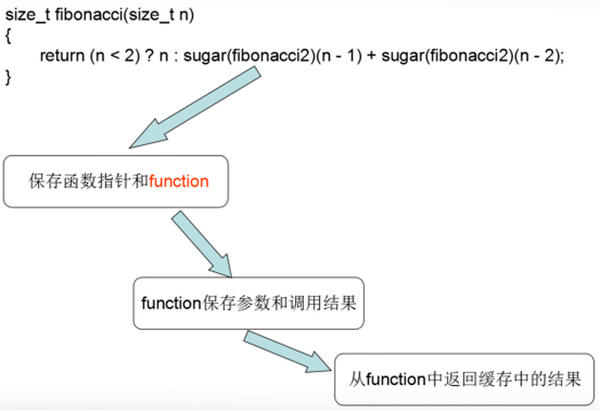 size_t fibonacci(size_t n)
{
return (n < 2) ? n : sugar(fibonacci2)(n - 1) + sugar(fibonacci2)(n - 2);
}
保存函数指针和function
function保存参数和调用结果
从function中返回缓存中的结果